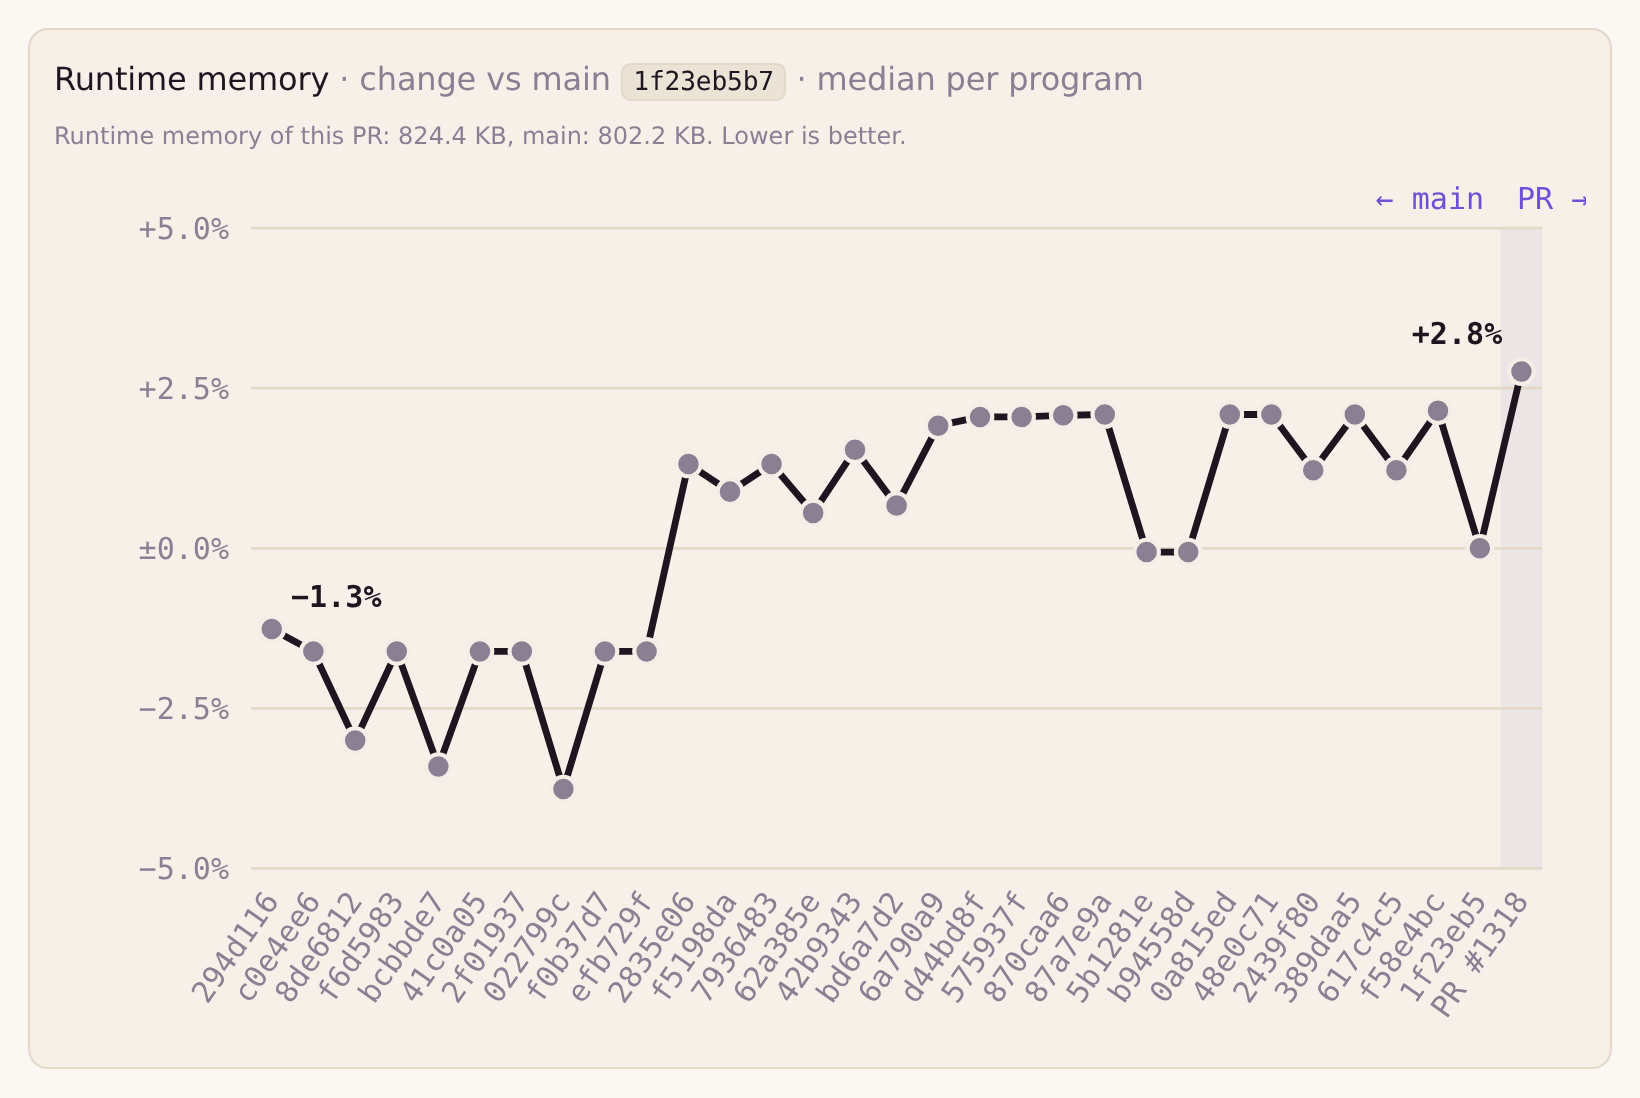 Runtime memory · change vs main 1f23eb5b7 · median per program
Runtime memory of this PR: 824.4 KB, main: 802.2 KB. Lower is better.
← main PR →
+5.0%
+2.5%
±0.0%
−2.5%
−5.0%
+2.8%
−1.3%
294d116
c0e4ee6
8de6812
f6d5983
bcbbde7
41c0a05
2f01937
022799c
f0b37d7
efb729f
2835e06
f5198da
7936483
62a385e
42b9343
bd6a7d2
6a790a9
d44bd8f
575937f
870caa6
87a7e9a
5b1281e
b94558d
0a815ed
48e0c71
2439f80
389daa5
617c4c5
f58e4bc
1f23eb5
PR #1318